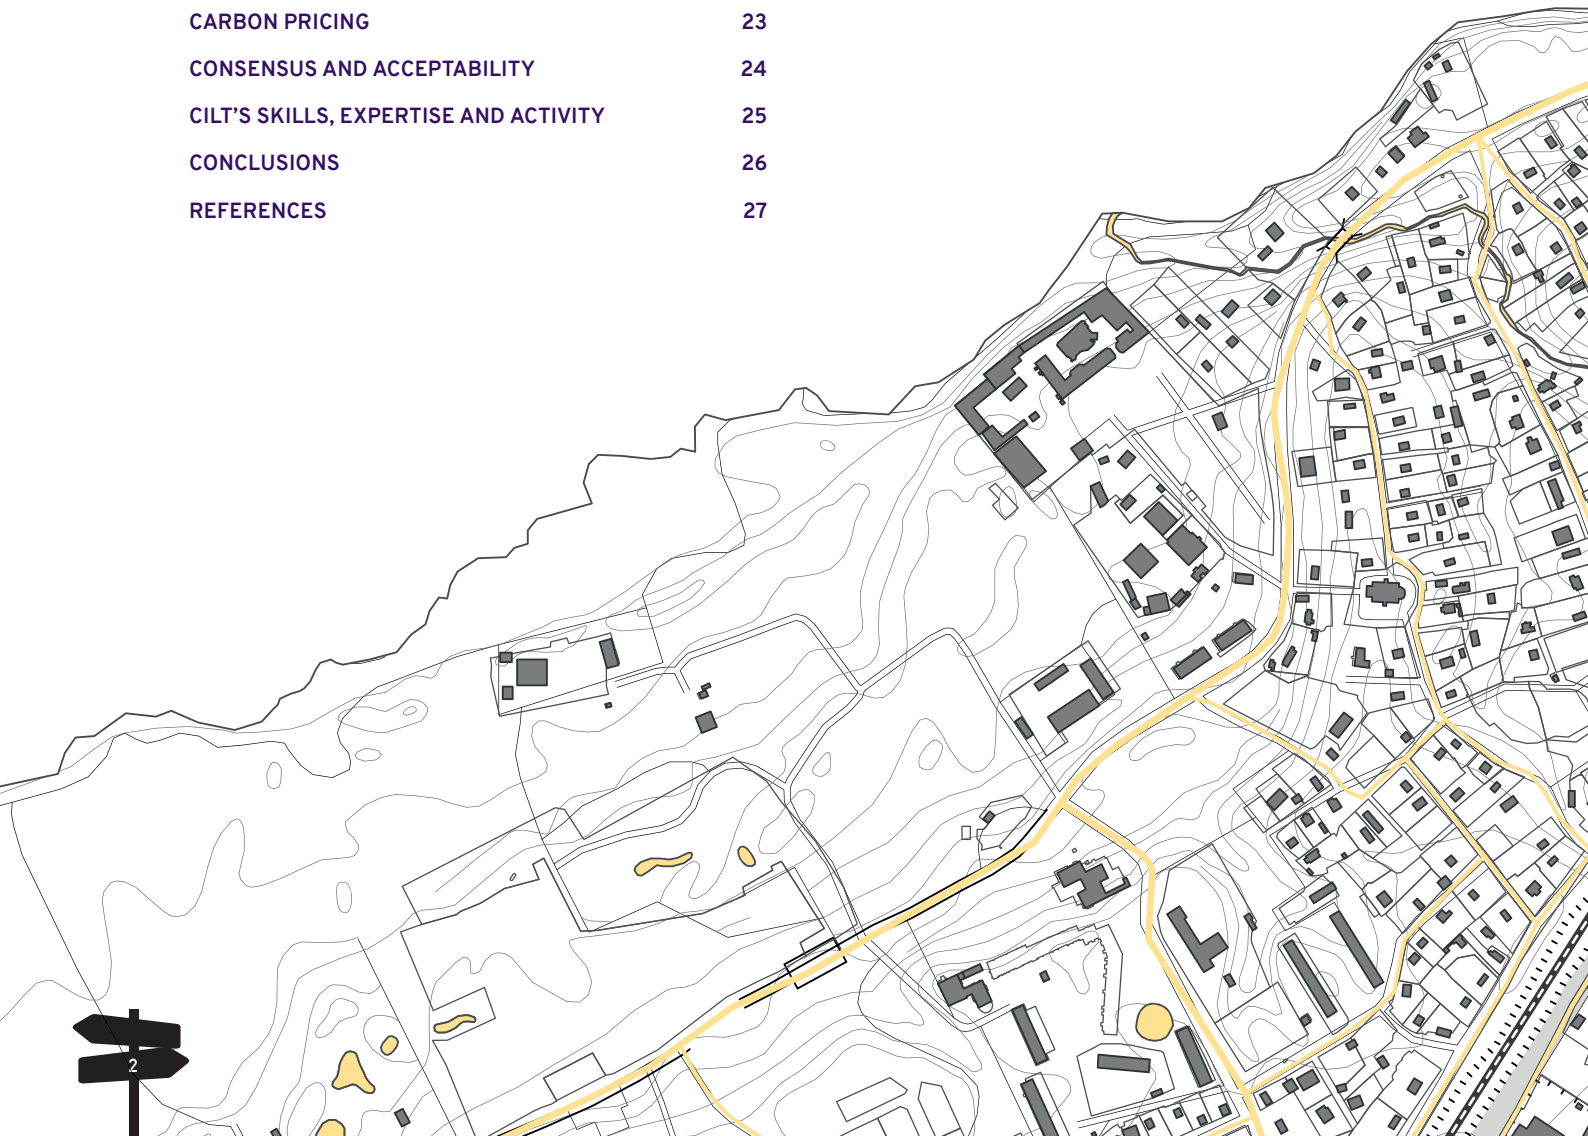 CARBON PRICING 23
CONSENSUS AND ACCEPTABILITY 24
CILT'S SKILLS, EXPERTISE AND ACTIVITY 25
CONCLUSIONS 26
REFERENCES 27
2